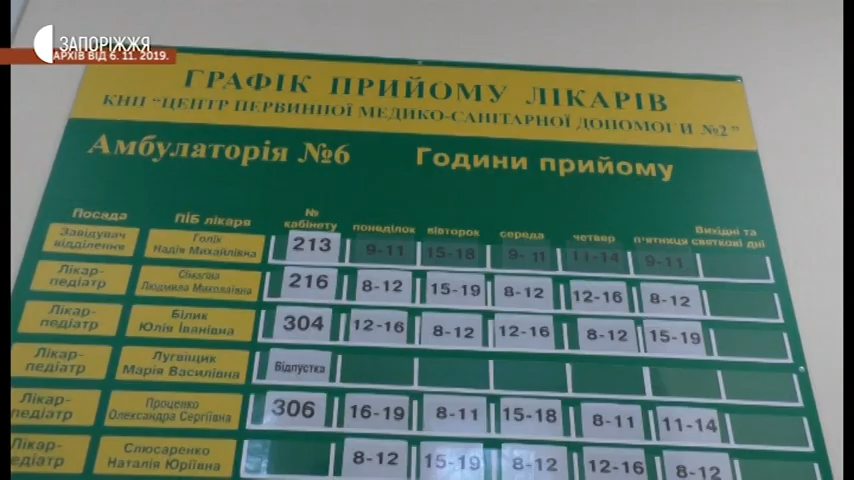 ЗАПОРІЖЖЯ
АРХІВ ВІД 6. 11. 2019.
ГРАФІК ПРИЙОМУ ЛІКАРІВ
КНП "ЦЕНТР ПЕРВИННОЇ МЕДИКО-САНІТАРНОЇ ДОПОМОГИ №2"
Амбулаторія №6 Години прийому
Посада ПІБ лікаря № кабінету понеділок вівторок середа четвер п'ятниця Вихідні та святкові дні
Завідувач відділення Голік Надія Михайлівна 213 9-11 15-18 9-11 11-14 9-11
Лікар-педіатр Людмила Миколаївна 216 8-12 15-19 8-12 12-16 8-12
Лікар-педіатр Білик Юлія Іванівна 304 12-16 8-12 12-16 8-12 15-19
Лікар-педіатр Лугвіщик Марія Василівна Відпустка
Лікар-педіатр Проценко Олександра Сергіївна 306 16-19 8-11 15-18 8-11 11-14
Лікар-педіатр Слюсаренко Наталія Юріївна 8-12 15-19 8-12 12-16 8-12